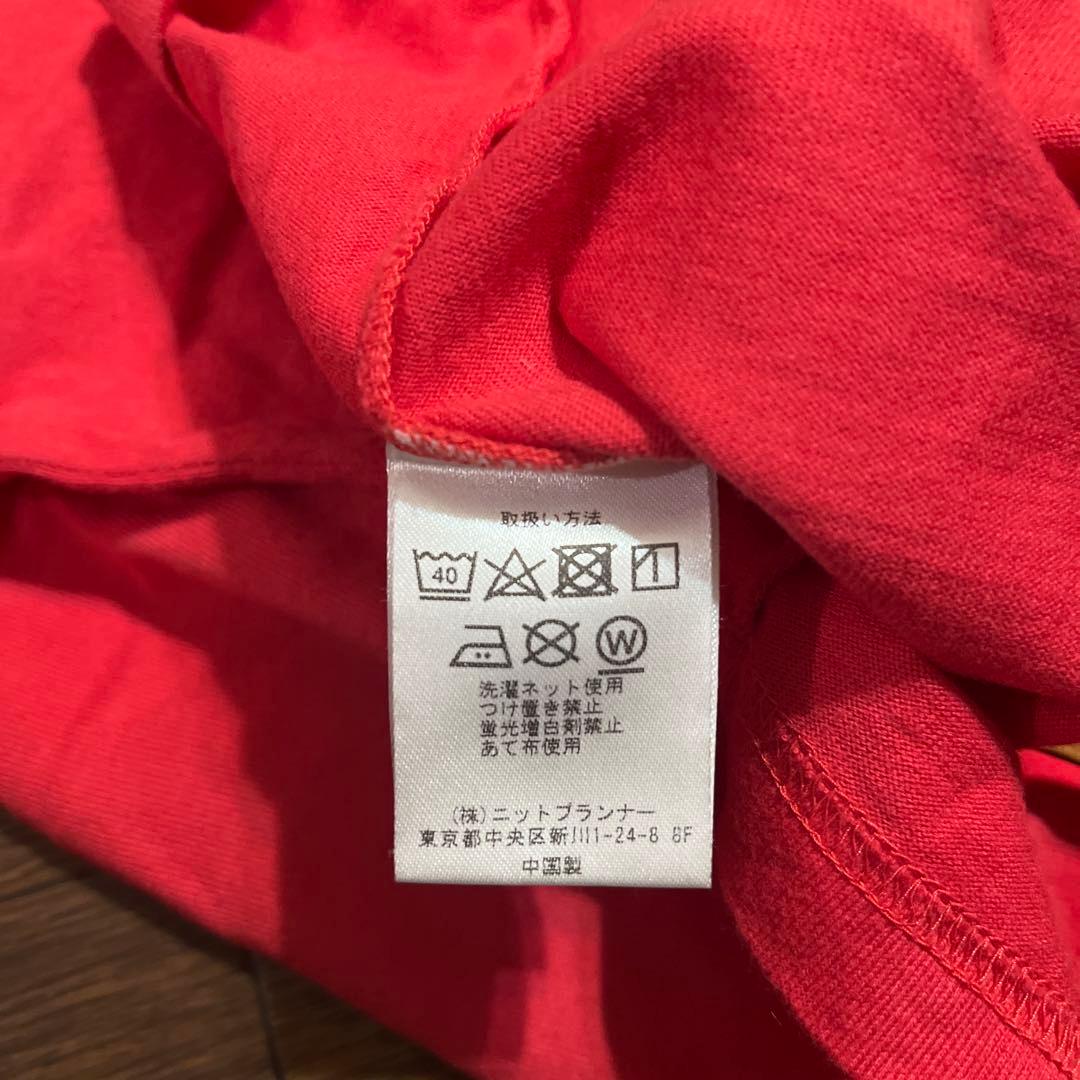 取扱い方法
40
W
洗濯ネット使用
つけ置き禁止
蛍光増白剤禁止
あて布使用
(株)ニットプランナー
東京都中央区新川1-24-8 8F
中国製